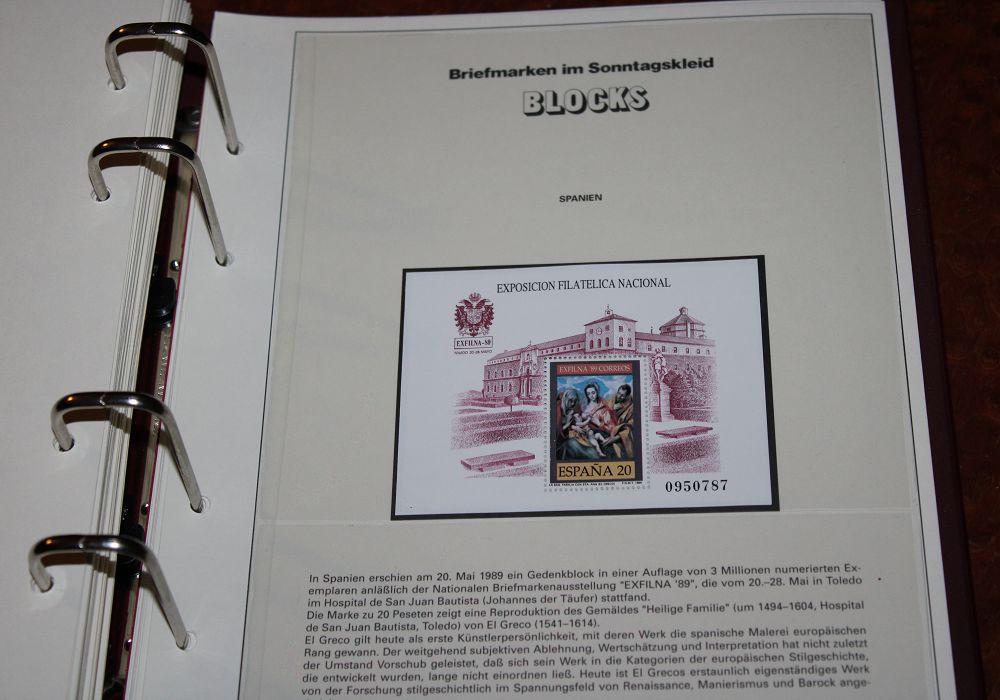 Briefmarken im Sonntagskleid
BLOCKS
SPANIEN
EXPOSICION FILATELICA NACIONAL
EXFILNA-89
TOLEDO 20-28 MAYO
EXFILNA '89 CORREOS
ESPAÑA 20
0950787
In Spanien erschien am 20. Mai 1989 ein Gedenkblock in einer Auflage von 3 Millionen numerierten Ex-
emplaren anläßlich der Nationalen Briefmarkenausstellung "EXFILNA '89", die vom 20.–28. Mai in Toledo
im Hospital de San Juan Bautista (Johannes der Täufer) stattfand.
Die Marke zu 20 Peseten zeigt eine Reproduktion des Gemäldes "Heilige Familie" (um 1494–1604, Hospital
de San Juan Bautista, Toledo) von El Greco (1541–1614).
El Greco gilt heute als erste Künstlerpersönlichkeit, mit deren Werk die spanische Malerei europäischen
Rang gewann. Der weitgehend subjektiven Ablehnung, Wertschätzung und Interpretation hat nicht zuletzt
der Umstand Vorschub geleistet, daß sich sein Werk in die Kategorien der europäischen Stilgeschichte,
die entwickelt wurden, lange nicht einordnen ließ. Heute ist El Grecos erstaunlich eigenständiges Werk
von der Forschung stilgeschichtlich im Spannungsfeld von Renaissance, Manierismus und Barock ange-